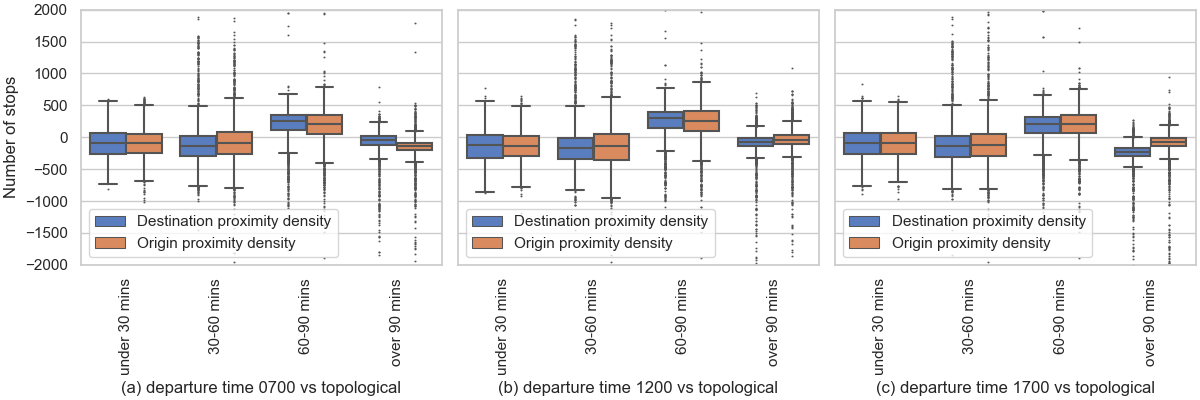 Number of stops
2000
1500
1000
500
0
−500
−1000
−1500
−2000
Destination proximity density
Origin proximity density
under 30 mins
30-60 mins
60-90 mins
over 90 mins
(a) departure time 0700 vs topological
Destination proximity density
Origin proximity density
under 30 mins
30-60 mins
60-90 mins
over 90 mins
(b) departure time 1200 vs topological
Destination proximity density
Origin proximity density
under 30 mins
30-60 mins
60-90 mins
over 90 mins
(c) departure time 1700 vs topological